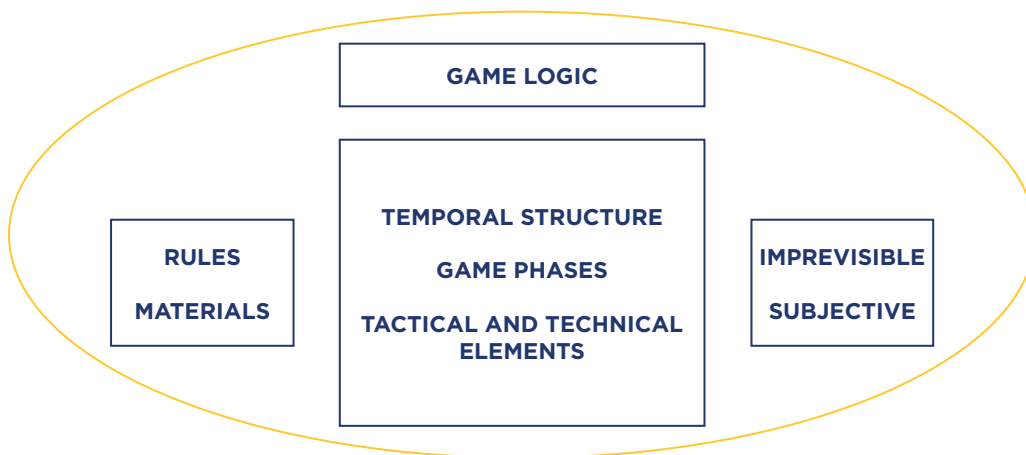 GAME LOGIC
RULES
MATERIALS
TEMPORAL STRUCTURE
GAME PHASES
TACTICAL AND TECHNICAL
ELEMENTS
IMPREVISIBLE
SUBJECTIVE